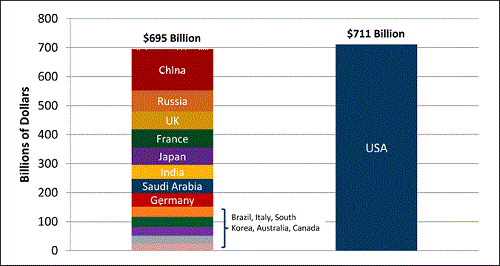 $695 Billion
$711 Billion
Billions of Dollars
800
700
600
500
400
300
200
100
0
China
Russia
UK
France
Japan
India
Saudi Arabia
Germany
USA
Brazil, Italy, South
Korea, Australia, Canada